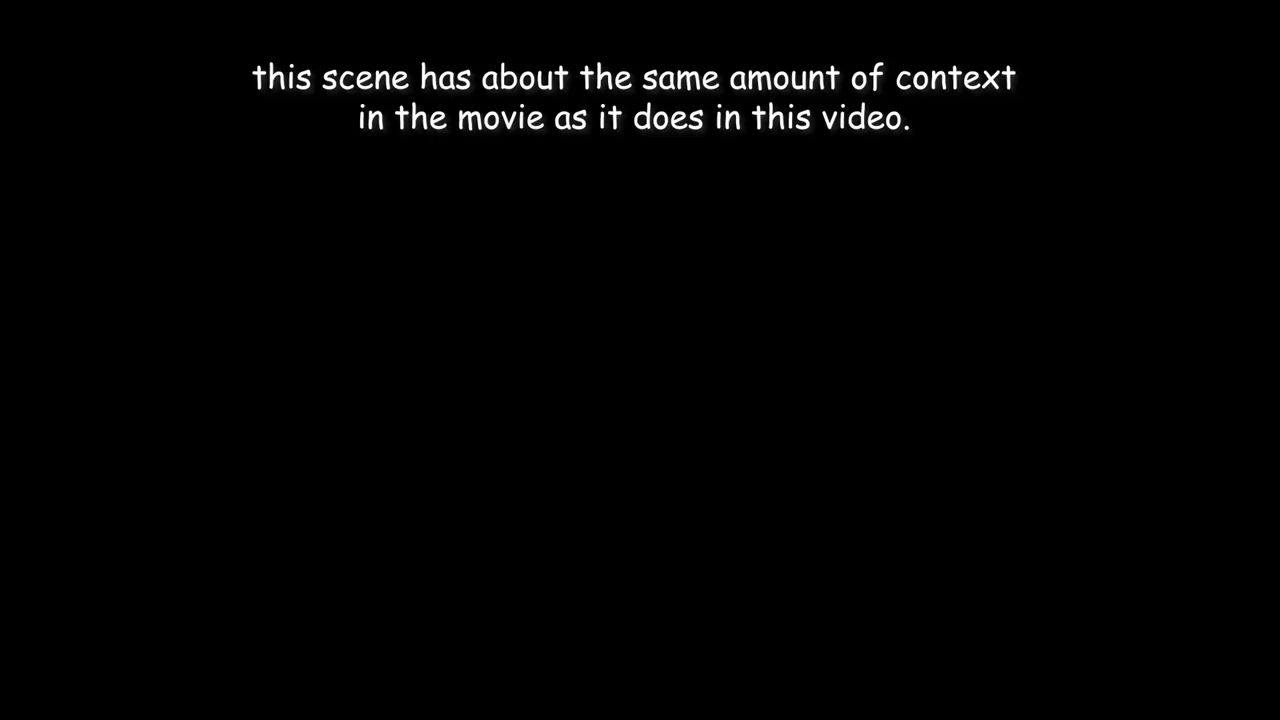 this scene has about the same amount of context
in the movie as it does in this video.